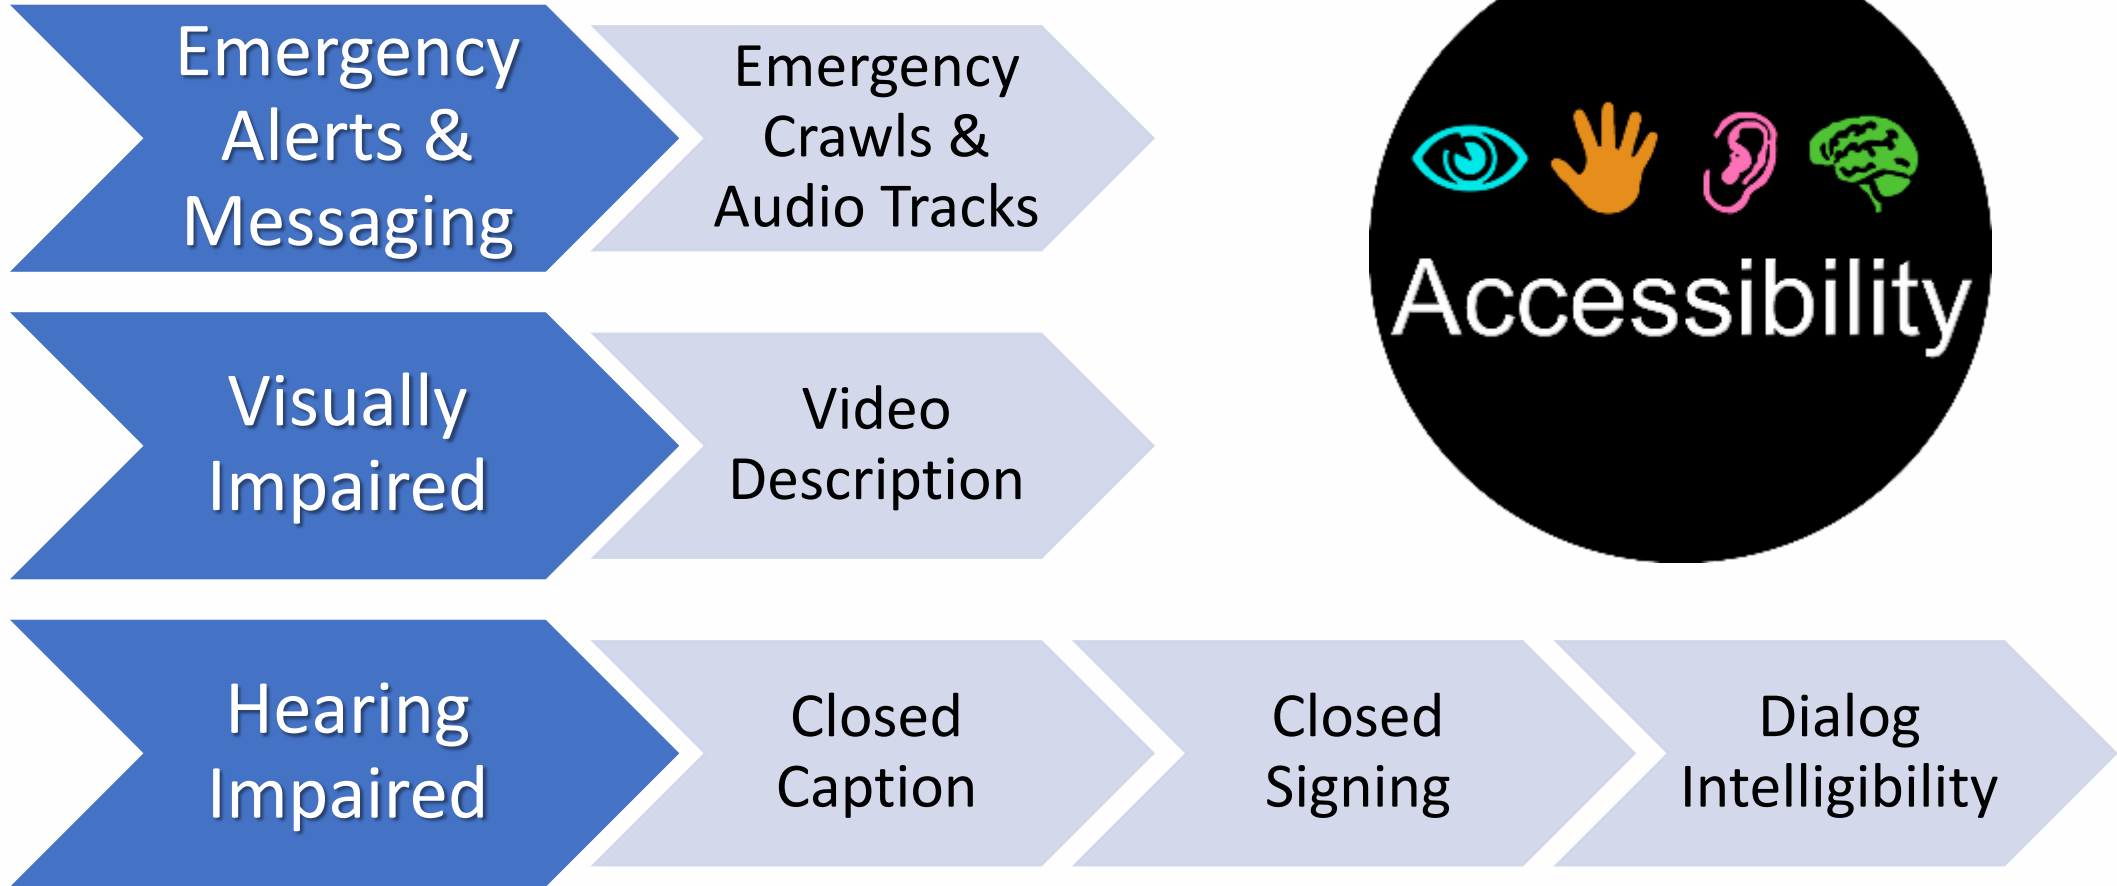 Emergency
Alerts &
Messaging
Emergency
Crawls &
Audio Tracks
Accessibility
Visually
Impaired
Video
Description
Hearing
Impaired
Closed
Caption
Closed
Signing
Dialog
Intelligibility